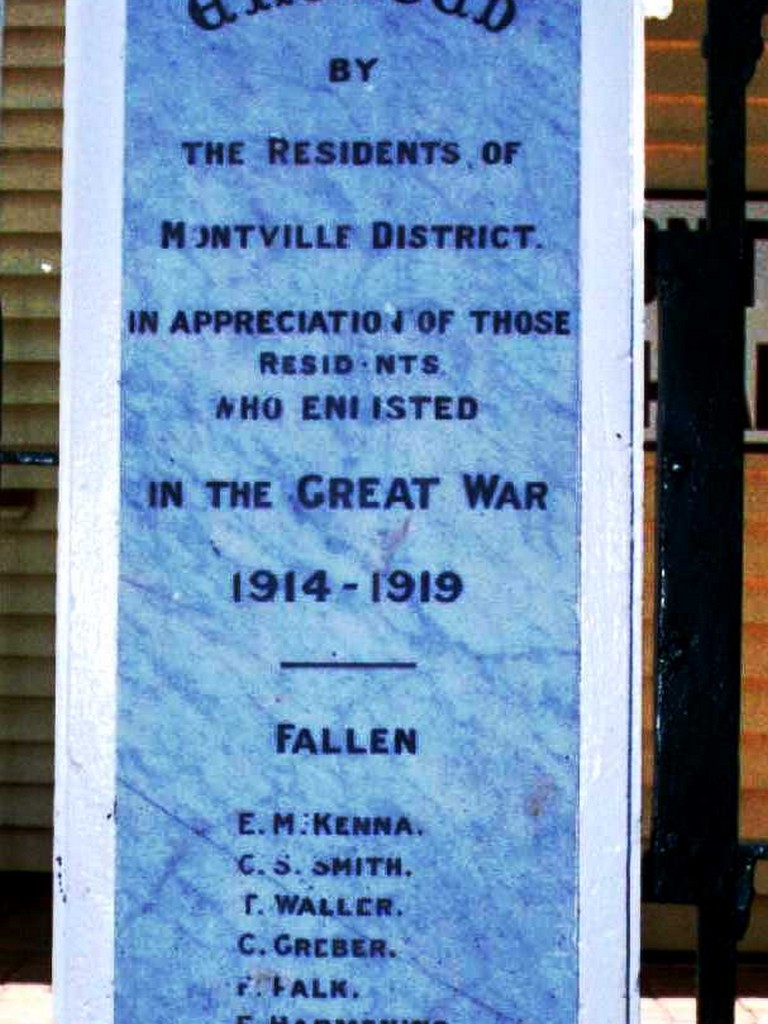 BY
THE RESIDENTS OF
MONTVILLE DISTRICT.
IN APPRECIATION OF THOSE
RESIDENTS
WHO ENLISTED
IN THE GREAT WAR
1914-1919
FALLEN
E. McKENNA.
C. S. SMITH.
T. WALLER.
C. GREBER.
F. FALK.